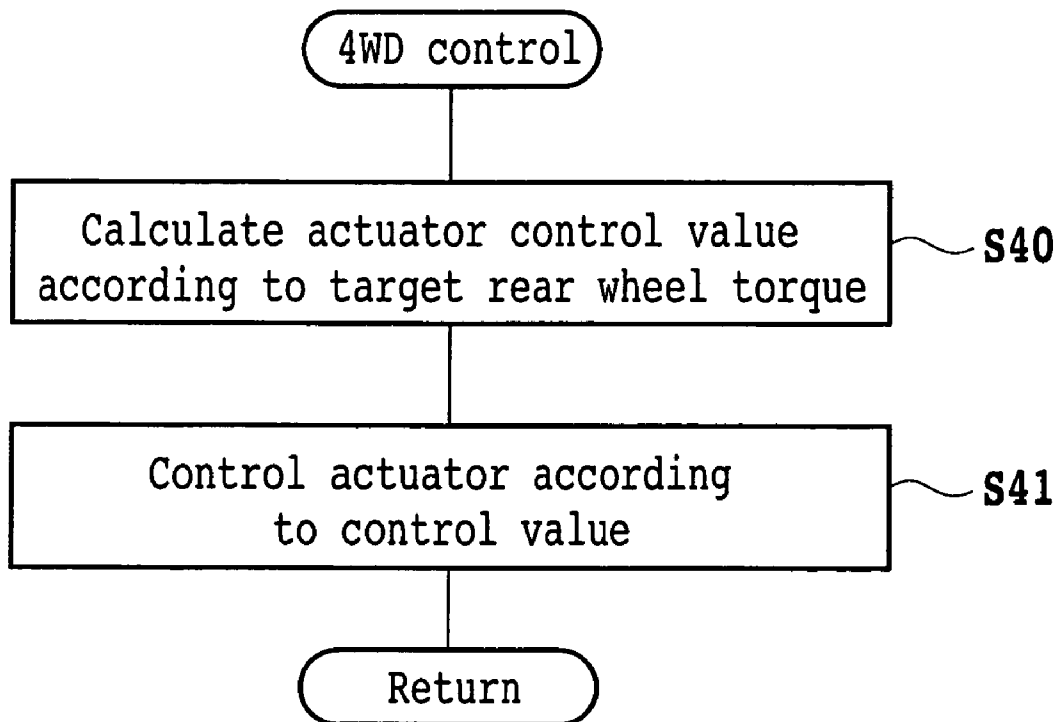 4WD control
Calculate actuator control value
according to target rear wheel torque
S40
Control actuator according
to control value
S41
Return